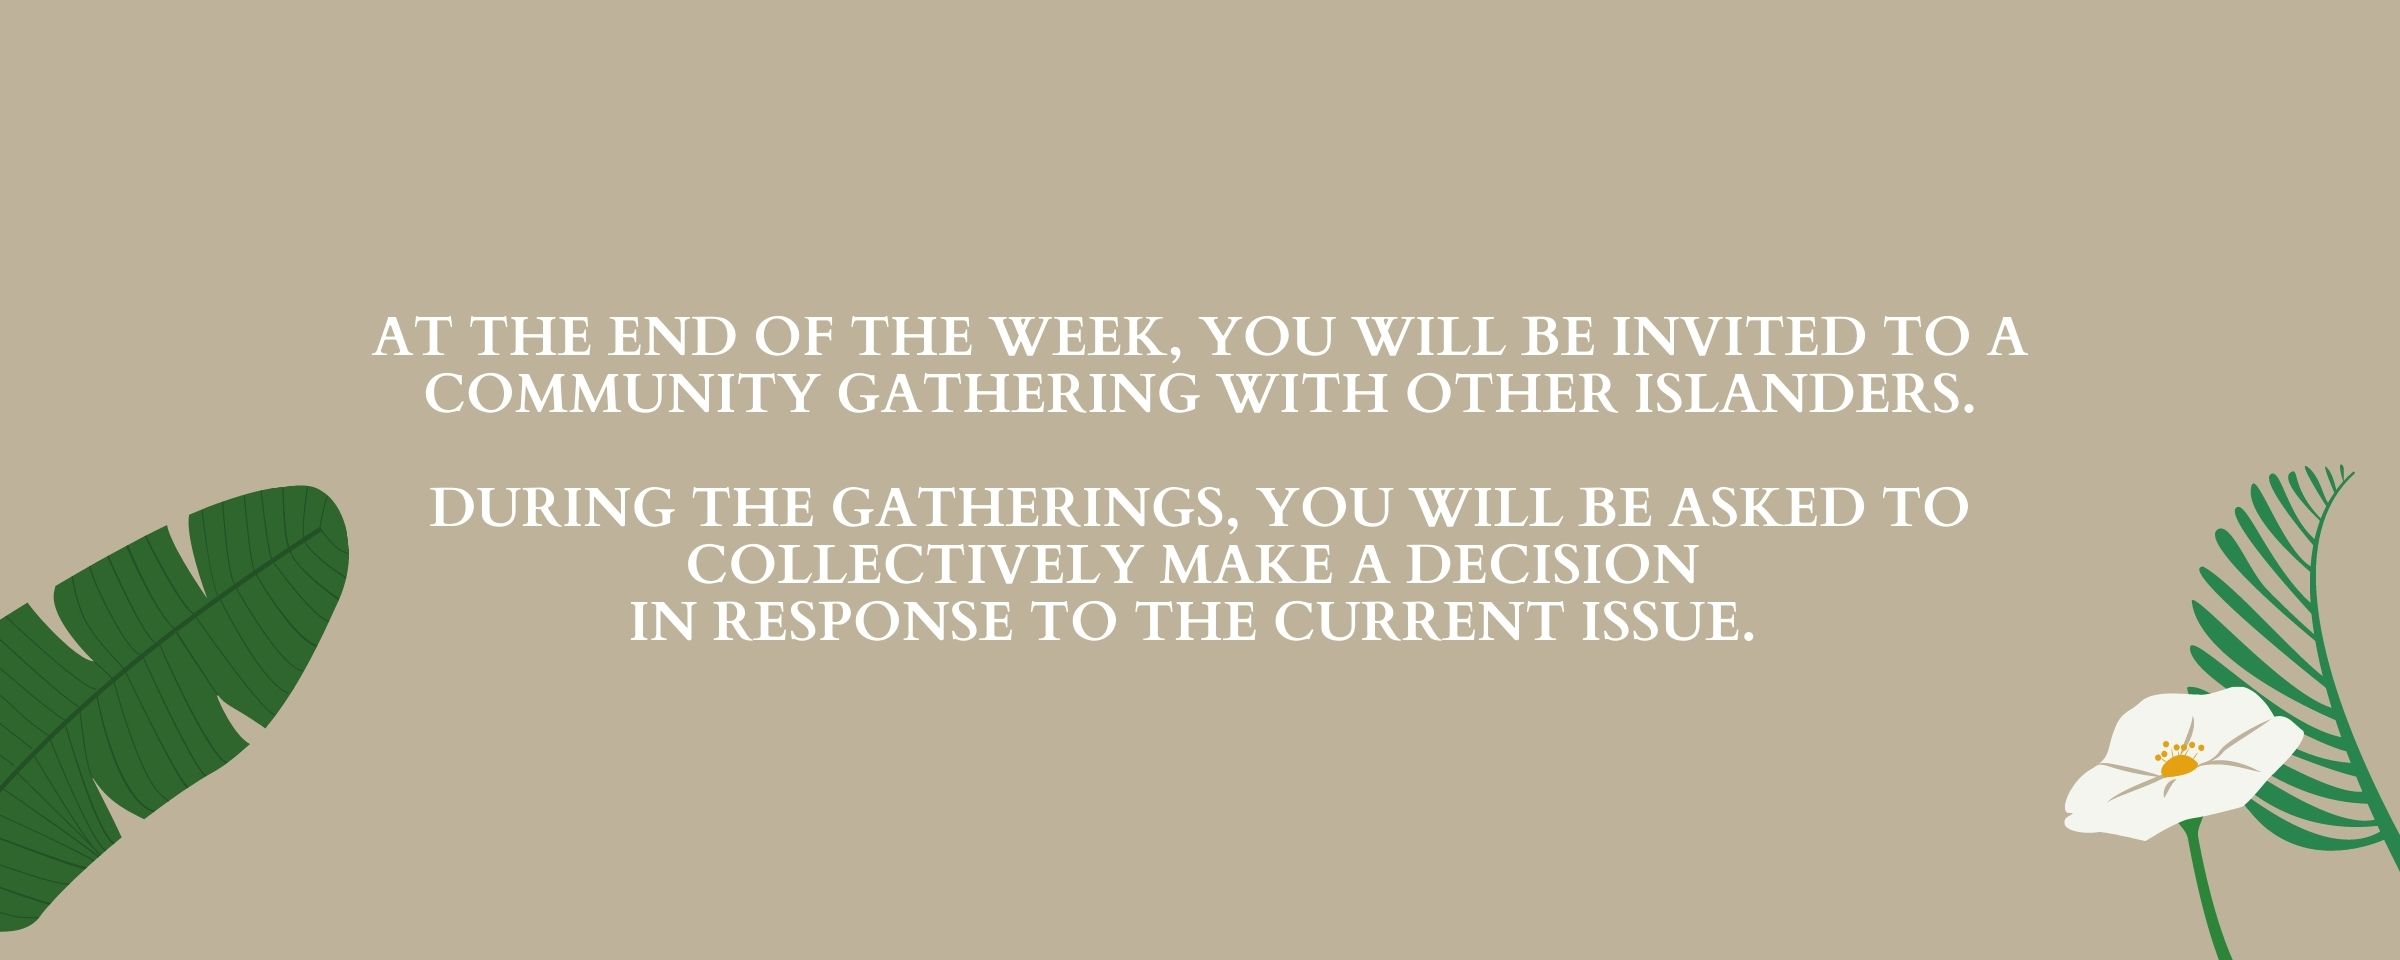 AT THE END OF THE WEEK, YOU WILL BE INVITED TO A
COMMUNITY GATHERING WITH OTHER ISLANDERS.
DURING THE GATHERINGS, YOU WILL BE ASKED TO
COLLECTIVELY MAKE A DECISION
IN RESPONSE TO THE CURRENT ISSUE.